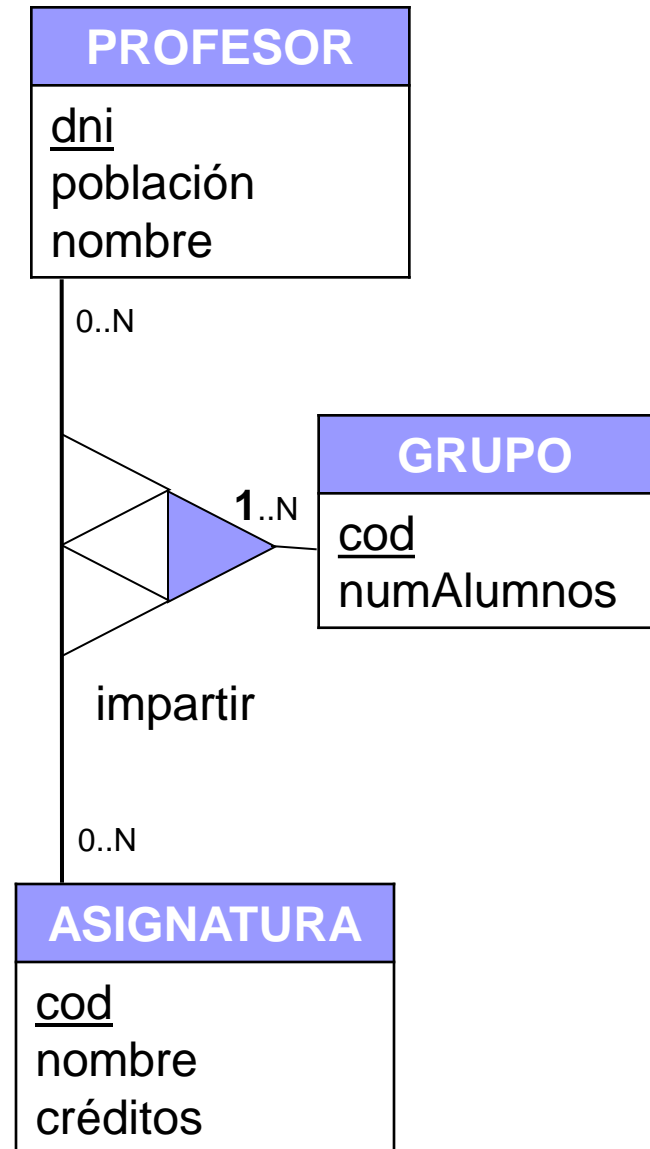 PROFESOR
dni
población
nombre
0..N
GRUPO
1..N
cod
numAlumnos
impartir
0..N
ASIGNATURA
cod
nombre
créditos